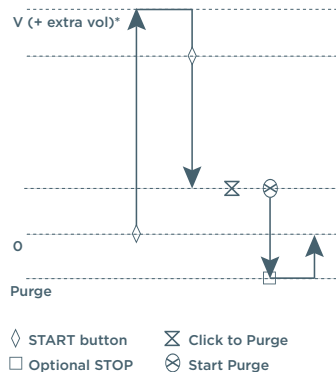 V (+ extra vol)*
0
Purge
START button
Click to Purge
Optional STOP
Start Purge